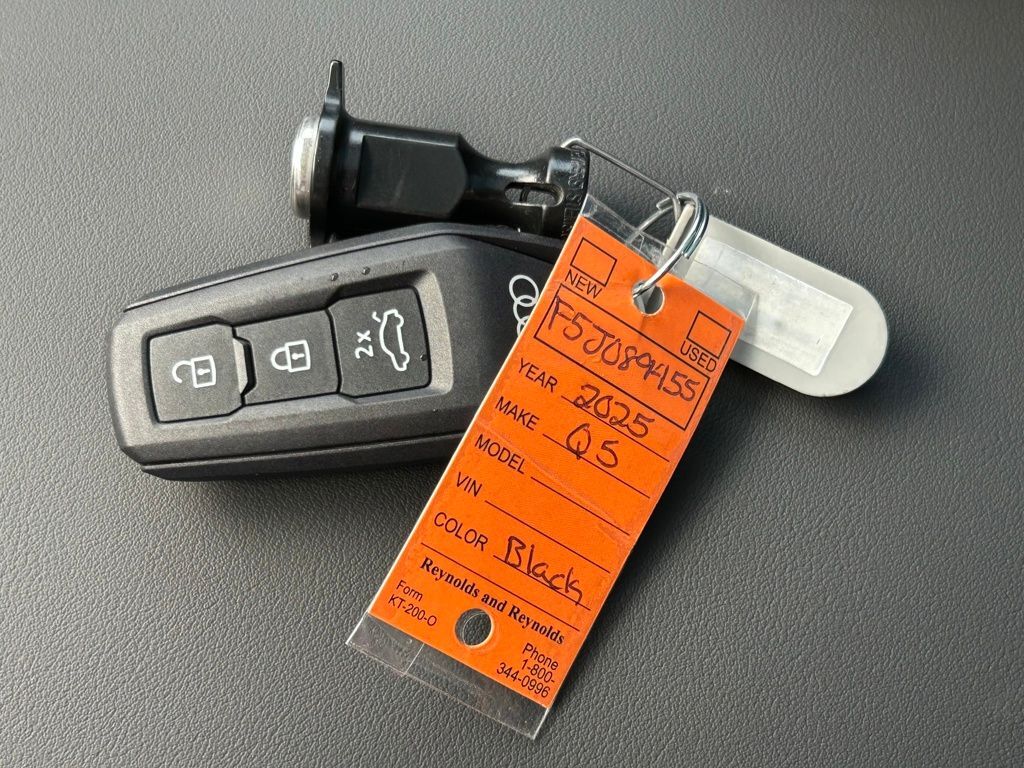 2x
NEW
USED
F5J089455
YEAR 2025
MAKE Q5
MODEL
VIN
COLOR Black
Reynolds and Reynolds
Form
KT-200-O
Phone
1-800-
344-0996